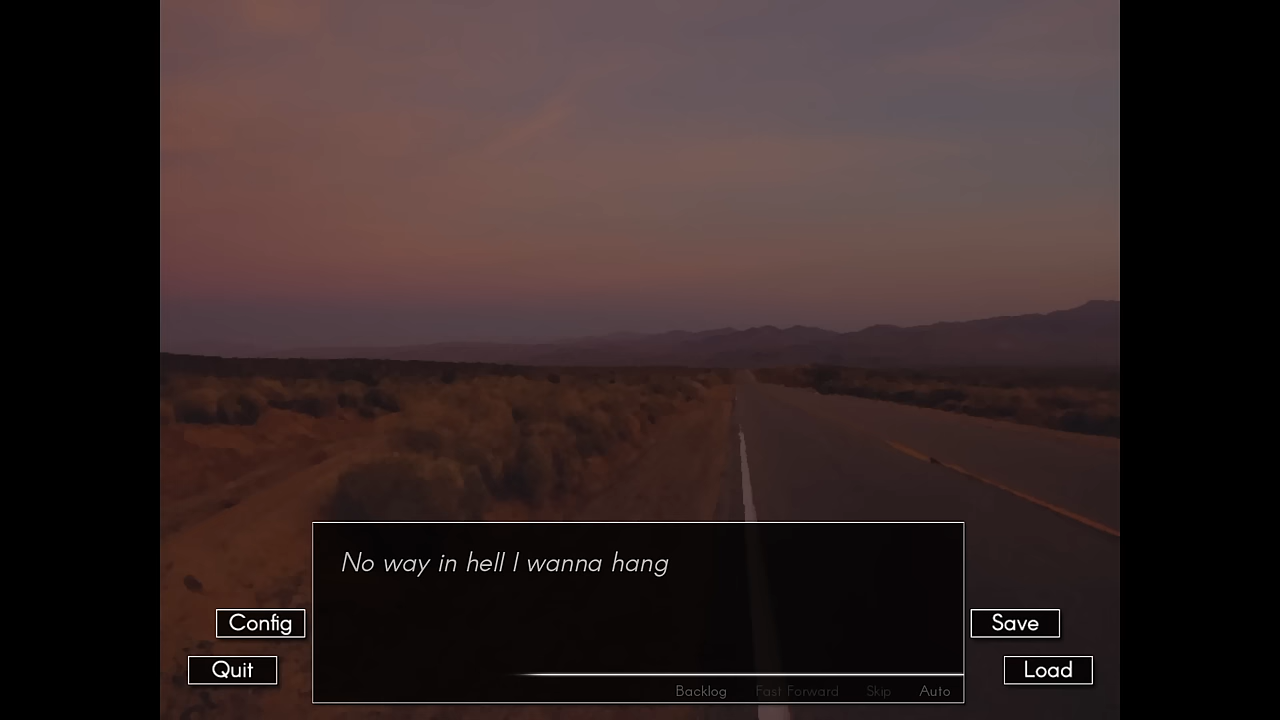 No way in hell I wanna hang
Config
Save
Quit
Load
Backlog Fast Forward Skip Auto